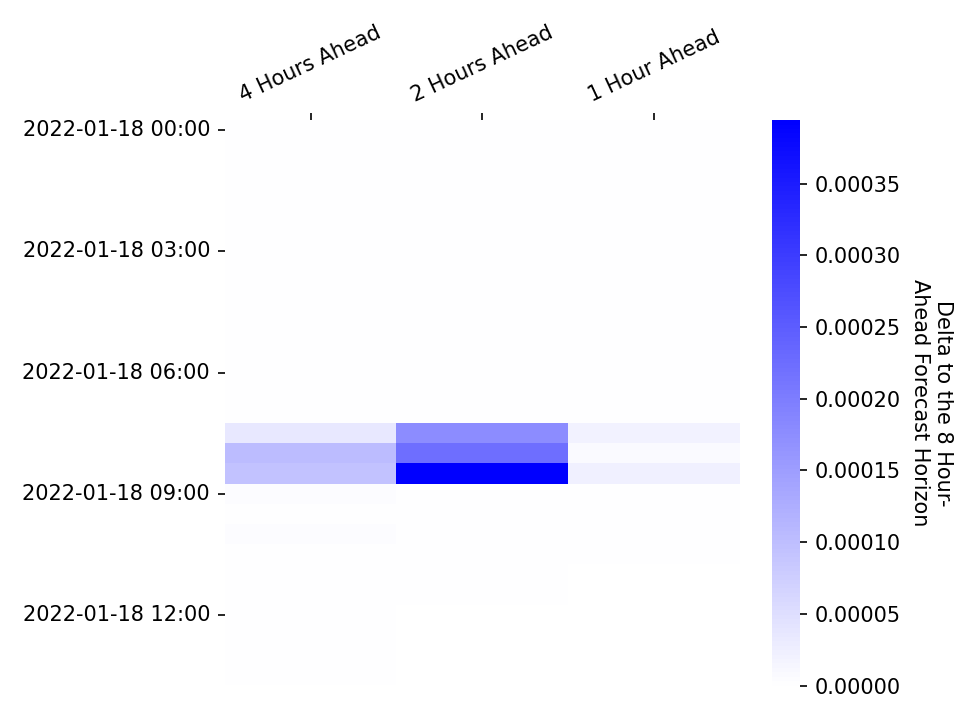 4 Hours Ahead
2 Hours Ahead
1 Hour Ahead
2022-01-18 00:00
2022-01-18 03:00
2022-01-18 06:00
2022-01-18 09:00
2022-01-18 12:00
0.00035
0.00030
0.00025
0.00020
0.00015
0.00010
0.00005
0.00000
Delta to the 8 Hour-
Ahead Forecast Horizon